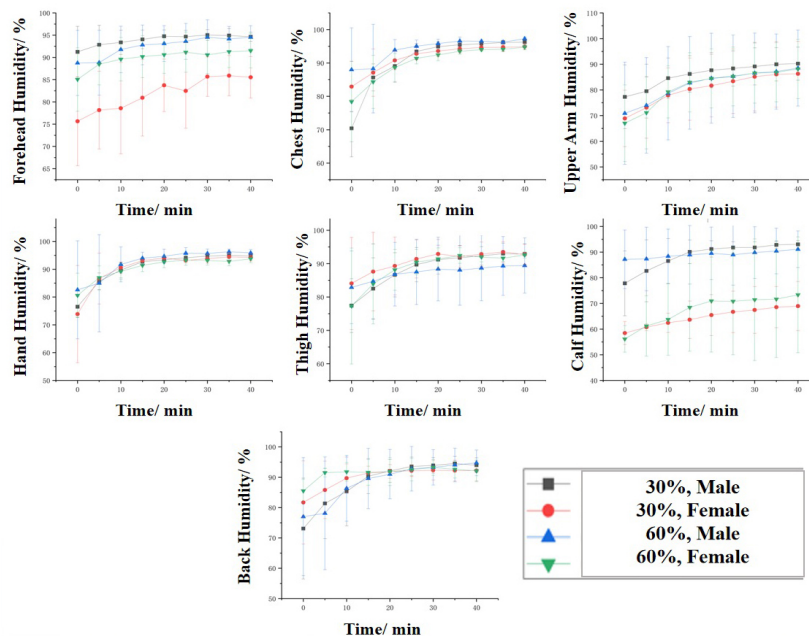 Forehead Humidity/ %
100
95
90
85
80
75
70
65
0 10 20 30 40
Time/ min
Chest Humidity/ %
100
90
80
70
60
0 10 20 30 40
Time/ min
Upper Arm Humidity/ %
110
100
90
80
70
60
50
0 10 20 30 40
Time/ min
Hand Humidity/ %
100
90
80
70
60
50
0 10 20 30 40
Time/ min
Thigh Humidity/ %
100
90
80
70
60
0 10 20 30 40
Time/ min
Calf Humidity/ %
100
90
80
70
60
50
40
0 10 20 30 40
Time/ min
Back Humidity/ %
100
90
80
70
60
50
0 10 20 30 40
Time/ min
30%, Male
30%, Female
60%, Male
60%, Female